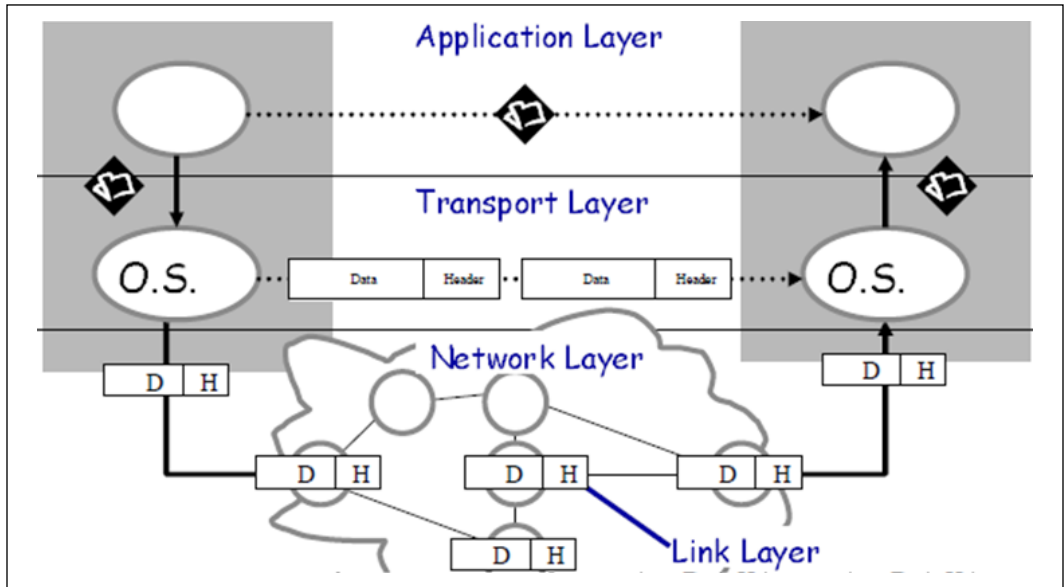 Application Layer
Transport Layer
O.S.
Data Header
Data Header
O.S.
Network Layer
D H
D H
D H
D H
D H
D H
Link Layer